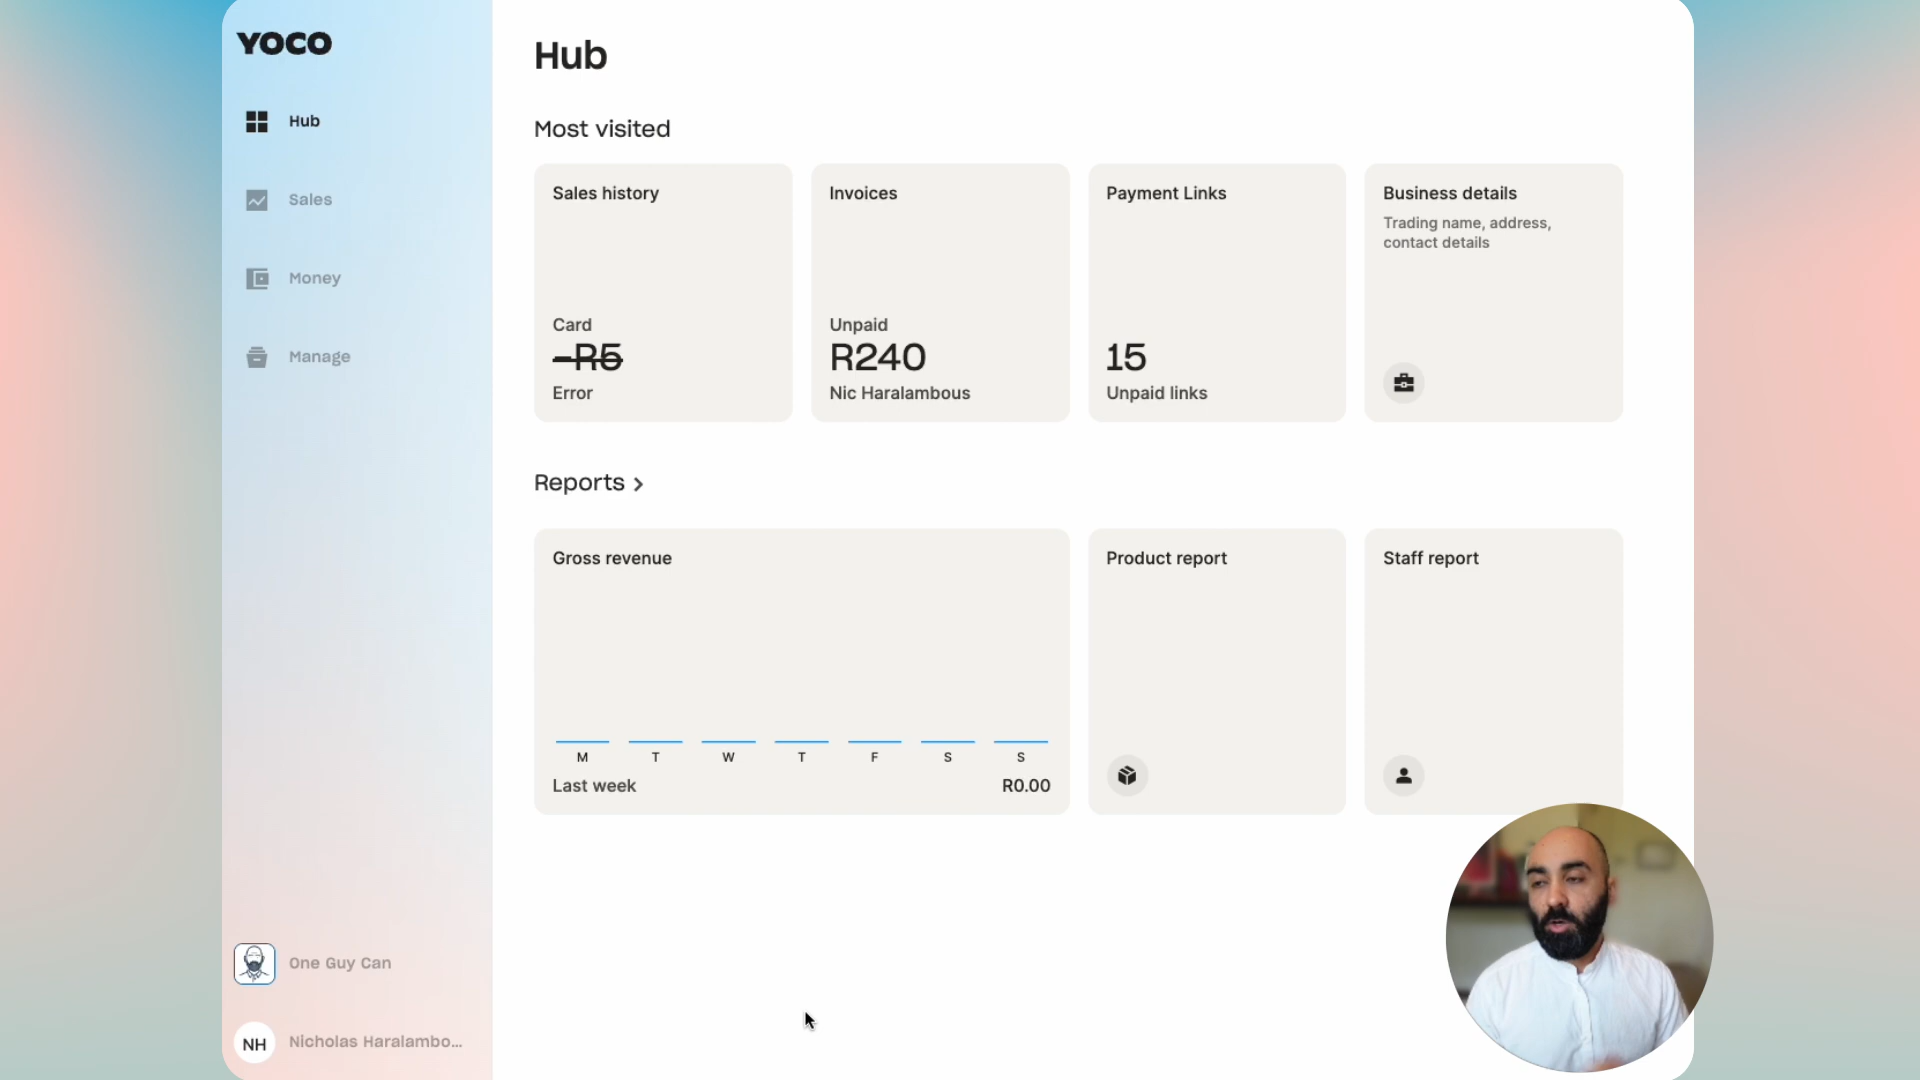 YOCO
Hub
Sales
Money
Manage
One Guy Can
NH
Nicholas Haralambo...
Hub
Most visited
Sales history
Card
-R5
Error
Invoices
Unpaid
R240
Nic Haralambous
Payment Links
15
Unpaid links
Business details
Trading name, address,
contact details
Reports
Gross revenue
M T W T F S S
Last week R0.00
Product report
Staff report